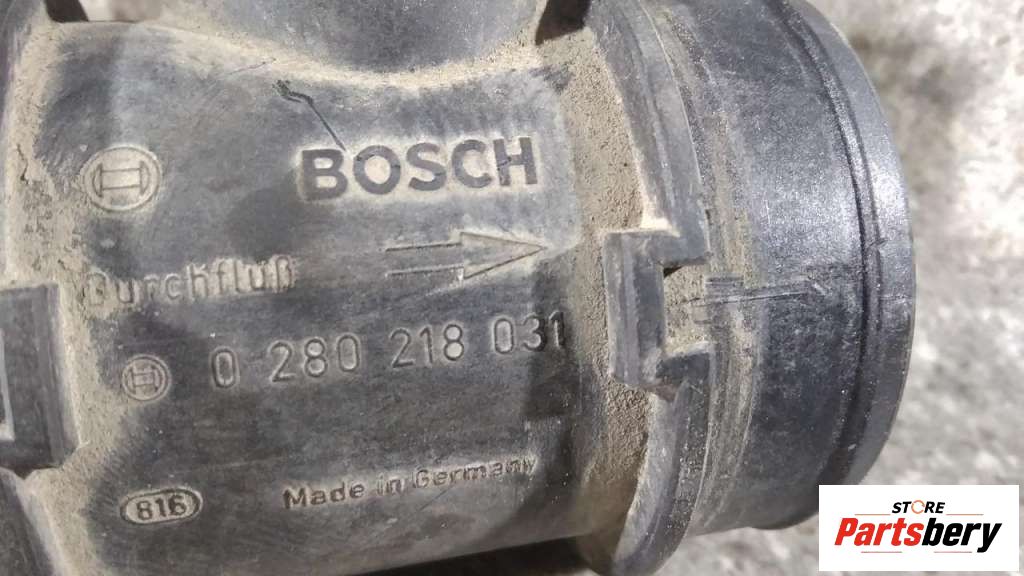 BOSCH
Durchfluß
0 280 218 031
816
Made in Germany
STORE
Partsbery